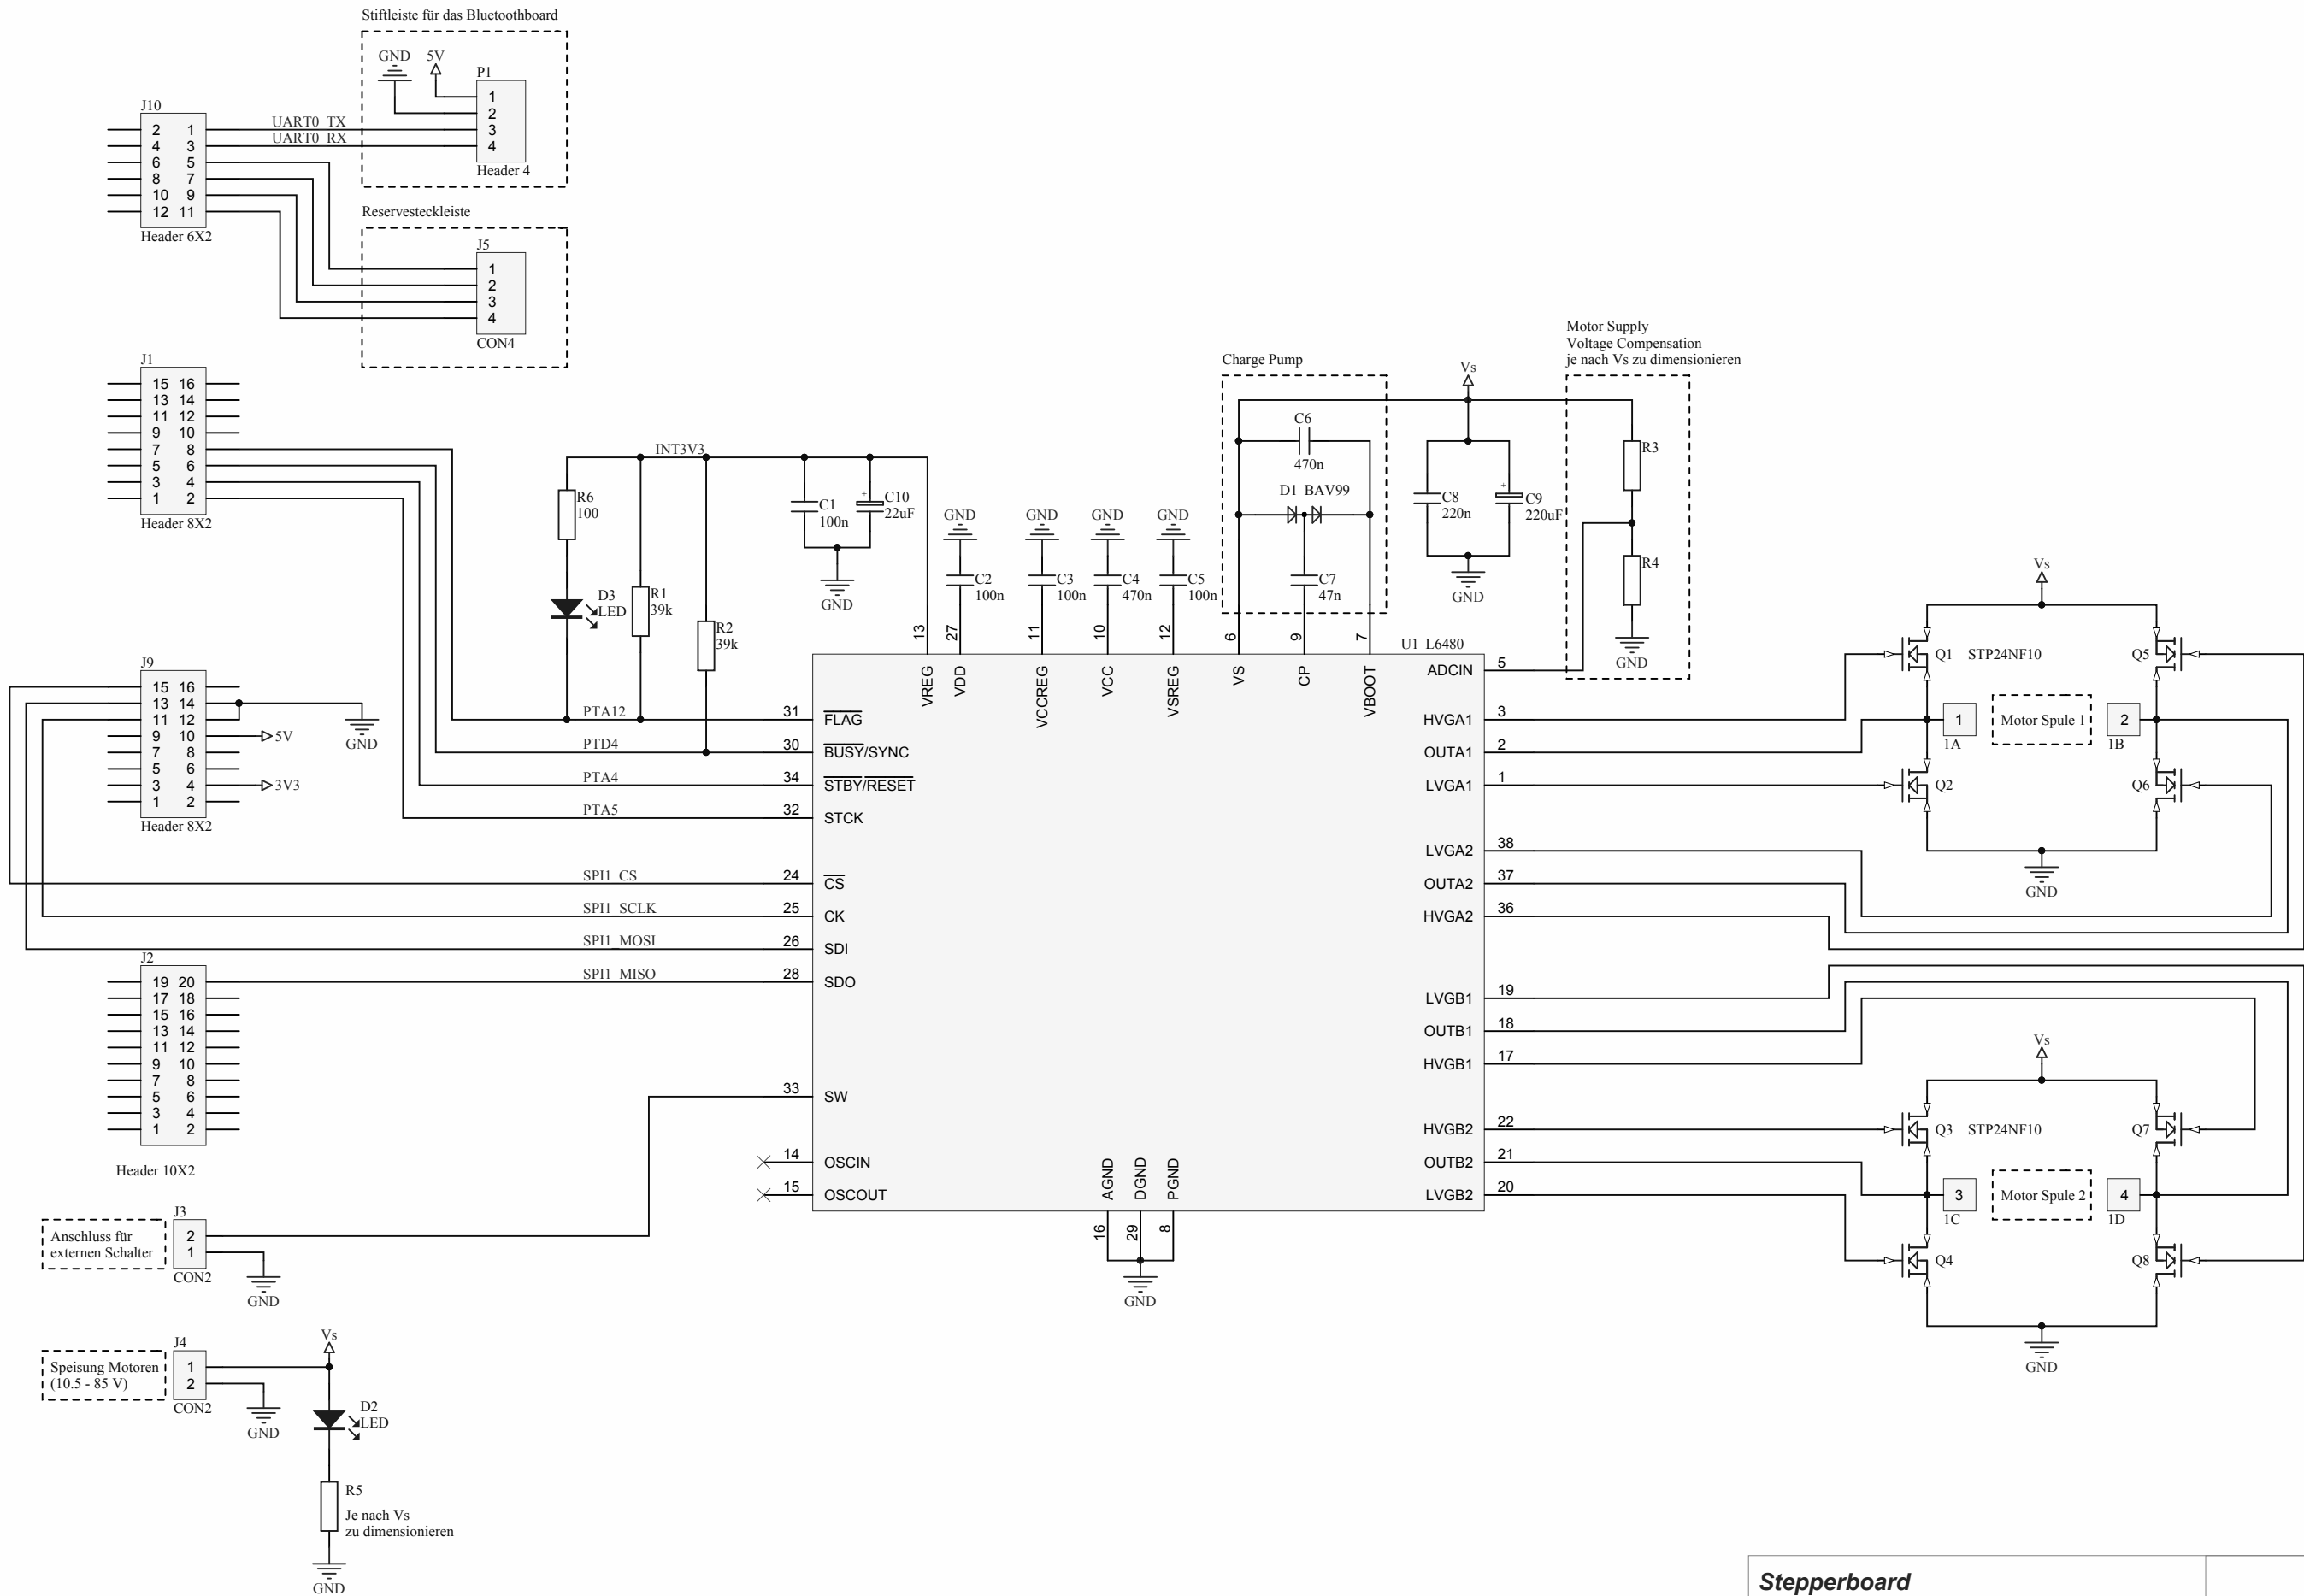 Stiftleiste für das Bluetoothboard
GND
5V
P1
1
2
3
4
Header 4
J10
2 1
4 3
6 5
8 7
10 9
12 11
Header 6X2
UART0_TX
UART0_RX
Reservesteckleiste
J5
1
2
3
4
CON4
J1
15 16
13 14
11 12
9 10
7 8
5 6
3 4
1 2
Header 8X2
J9
15 16
13 14
11 12
9 10
7 8
5 6
3 4
1 2
Header 8X2
GND
5V
3V3
J2
19 20
17 18
15 16
13 14
11 12
9 10
7 8
5 6
3 4
1 2
Header 10X2
Anschluss für
externen Schalter
J3
2
1
CON2
GND
Speisung Motoren
(10.5 - 85 V)
J4
1
2
CON2
GND
Vs
D2
LED
R5
Je nach Vs
zu dimensionieren
GND
INT3V3
R6
100
D3
LED
R1
39k
R2
39k
C1
100n
+
C10
22uF
GND
GND
C2
100n
GND
C3
100n
GND
C4
470n
GND
C5
100n
Charge Pump
C6
470n
D1 BAV99
C7
47n
Vs
C8
220n
+
C9
220uF
GND
Motor Supply
Voltage Compensation
je nach Vs zu dimensionieren
R3
R4
GND
U1 L6480
13 VREG
27 VDD
11 VCCREG
10 VCC
12 VSREG
6 VS
9 CP
7 VBOOT
PTA12 31 FLAG
PTD4 30 BUSY/SYNC
PTA4 34 STBY/RESET
PTA5 32 STCK
SPI1_CS 24 CS
SPI1_SCLK 25 CK
SPI1_MOSI 26 SDI
SPI1_MISO 28 SDO
33 SW
14 OSCIN
15 OSCOUT
AGND 16
DGND 29
PGND 8
GND
ADCIN 5
HVGA1 3
OUTA1 2
LVGA1 1
LVGA2 38
OUTA2 37
HVGA2 36
LVGB1 19
OUTB1 18
HVGB1 17
HVGB2 22
OUTB2 21
LVGB2 20
Vs
Q1 STP24NF10 Q5
1 Motor Spule 1 2
1A 1B
Q2 Q6
GND
Vs
Q3 STP24NF10 Q7
3 Motor Spule 2 4
1C 1D
Q4 Q8
GND
Stepperboard